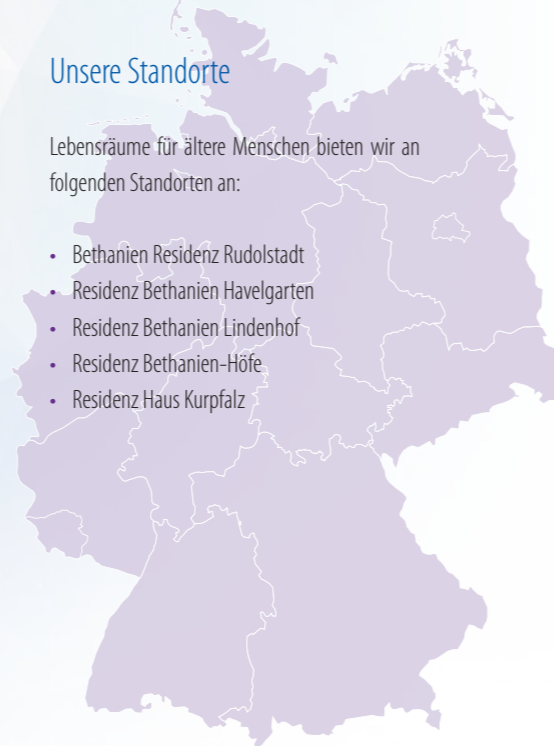 Unsere Standorte
Lebensräume für ältere Menschen bieten wir an
folgenden Standorten an:
• Bethanien Residenz Rudolstadt
• Residenz Bethanien Havelgarten
• Residenz Bethanien Lindenhof
• Residenz Bethanien-Höfe
• Residenz Haus Kurpfalz